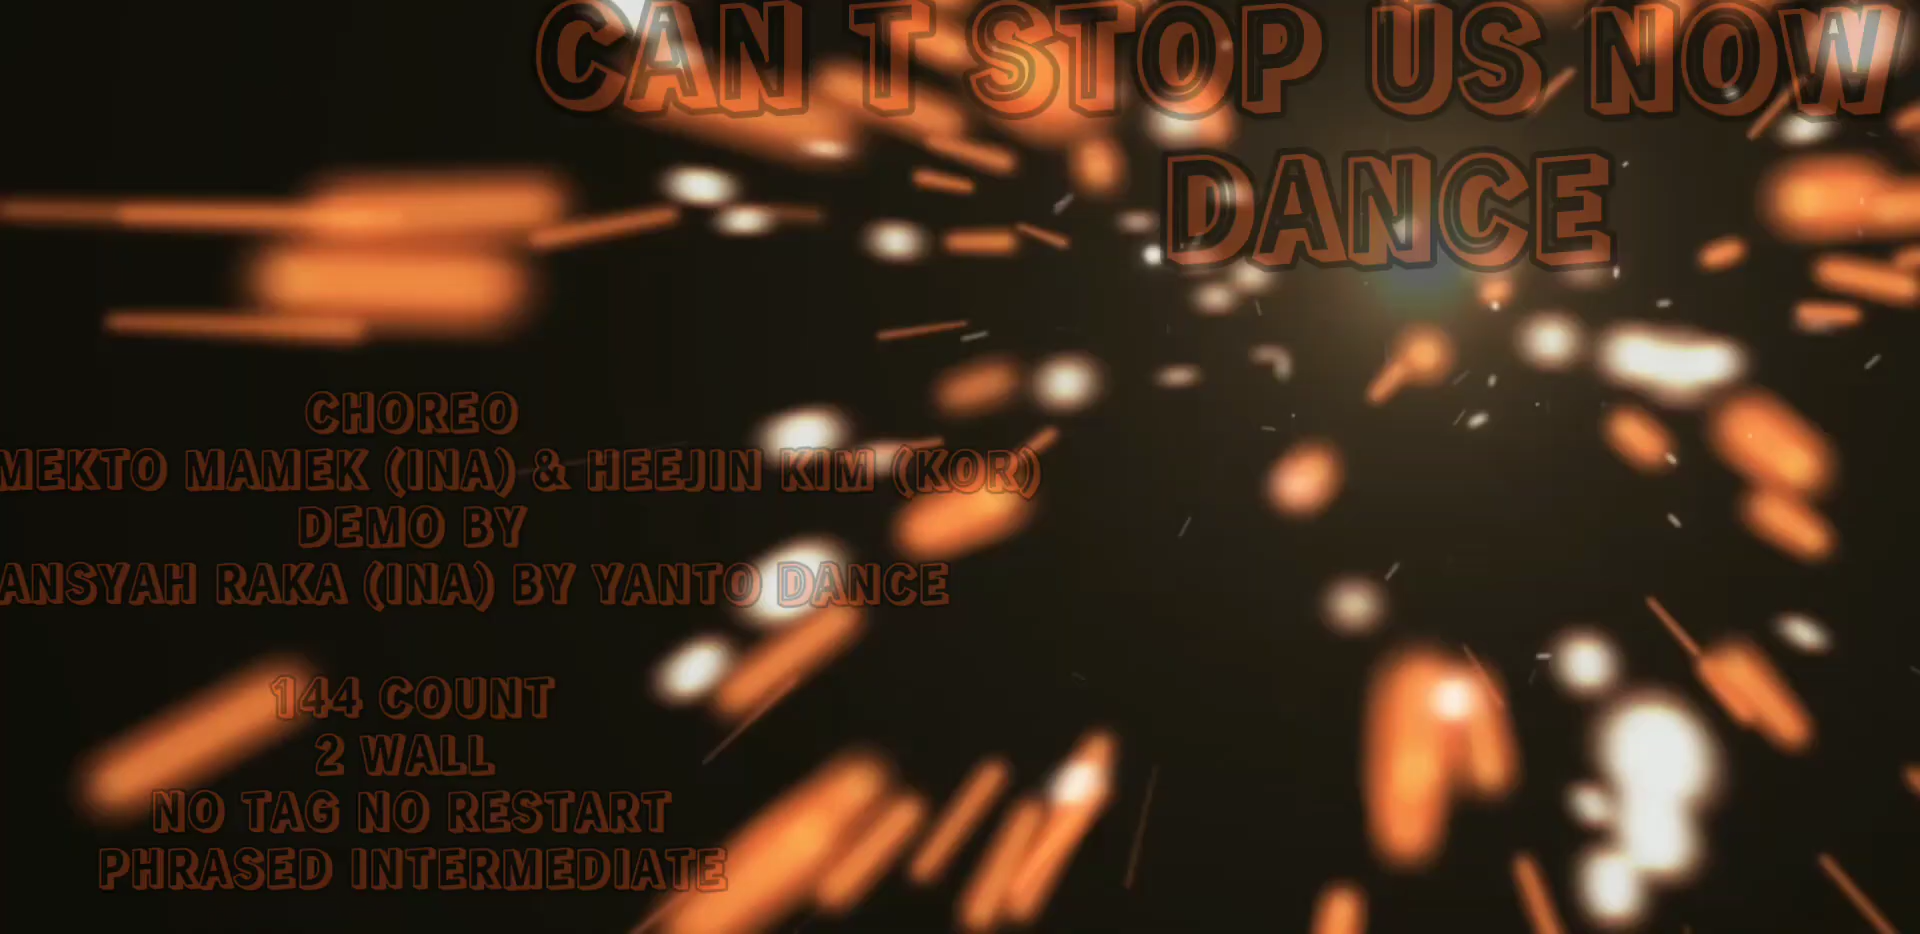 CAN T STOP US NOW
DANCE
CHOREO
MEKTO MAMEK (INA) & HEEJIN KIM (KOR)
DEMO BY
ANSYAH RAKA (INA) BY YANTO DANCE
144 COUNT
2 WALL
NO TAG NO RESTART
PHRASED INTERMEDIATE